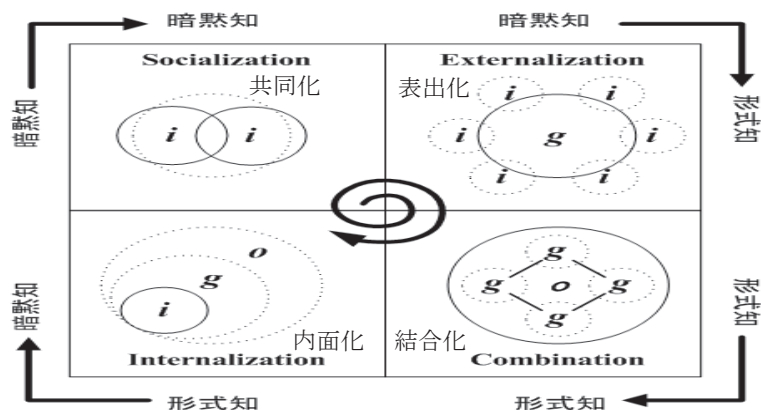 暗黙知
暗黙知
Socialization
Externalization
共同化
表出化
暗黙知
形式知
i
i
i
i
i
g
i
i
i
o
g
i
g
g
o
g
g
暗黙知
形式知
内面化
結合化
Internalization
Combination
形式知
形式知